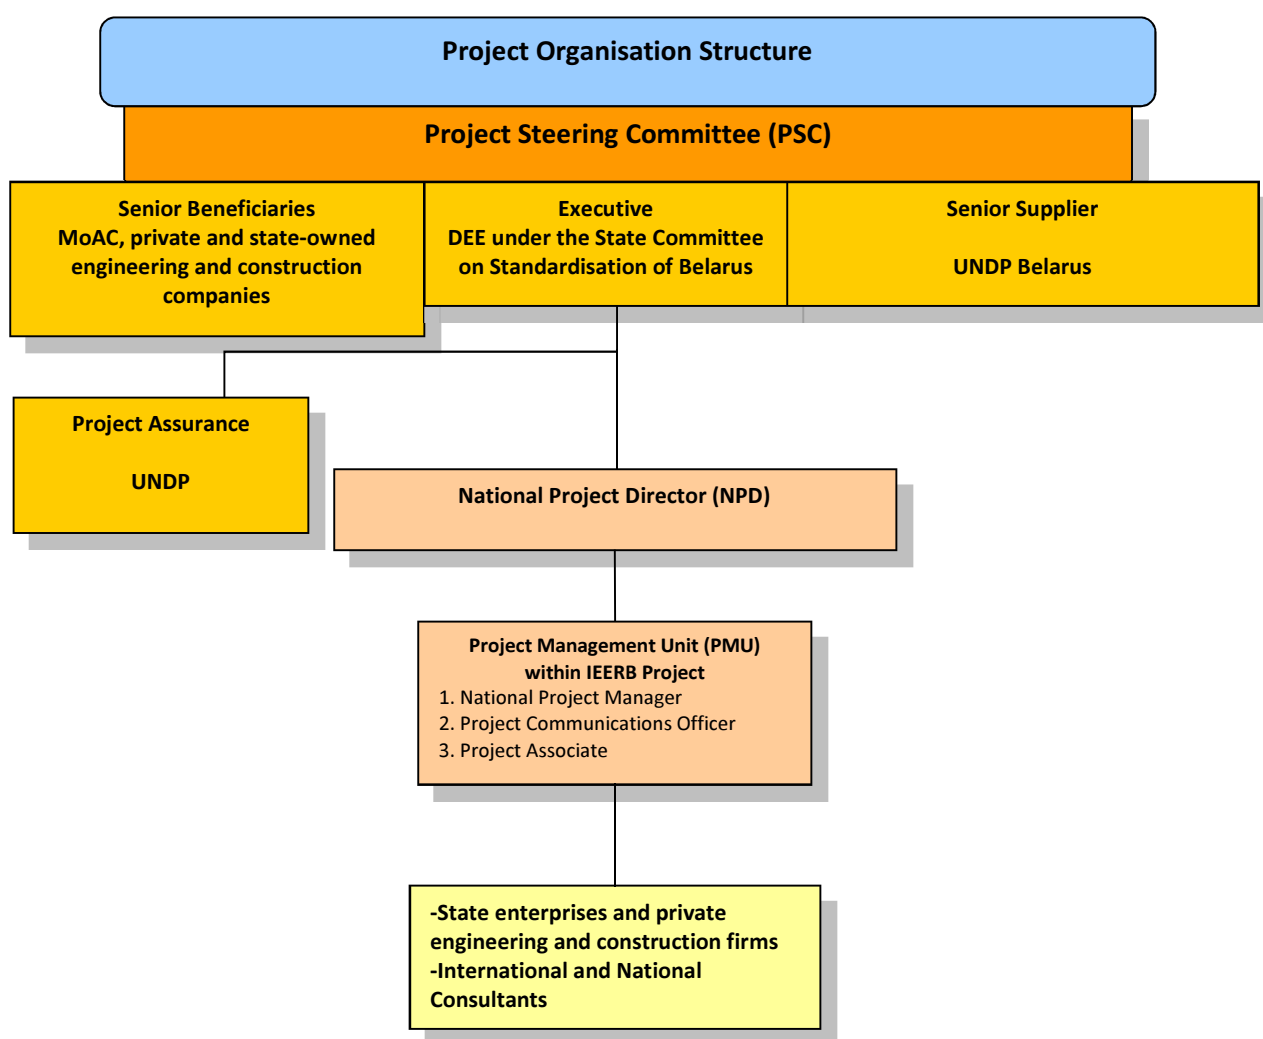 Project Organisation Structure
Project Steering Committee (PSC)
Senior Beneficiaries
MoAC, private and state-owned
engineering and construction
companies
Executive
DEE under the State Committee
on Standardisation of Belarus
Senior Supplier
UNDP Belarus
Project Assurance
UNDP
National Project Director (NPD)
Project Management Unit (PMU)
within IEERB Project
1. National Project Manager
2. Project Communications Officer
3. Project Associate
-State enterprises and private
engineering and construction firms
-International and National
Consultants